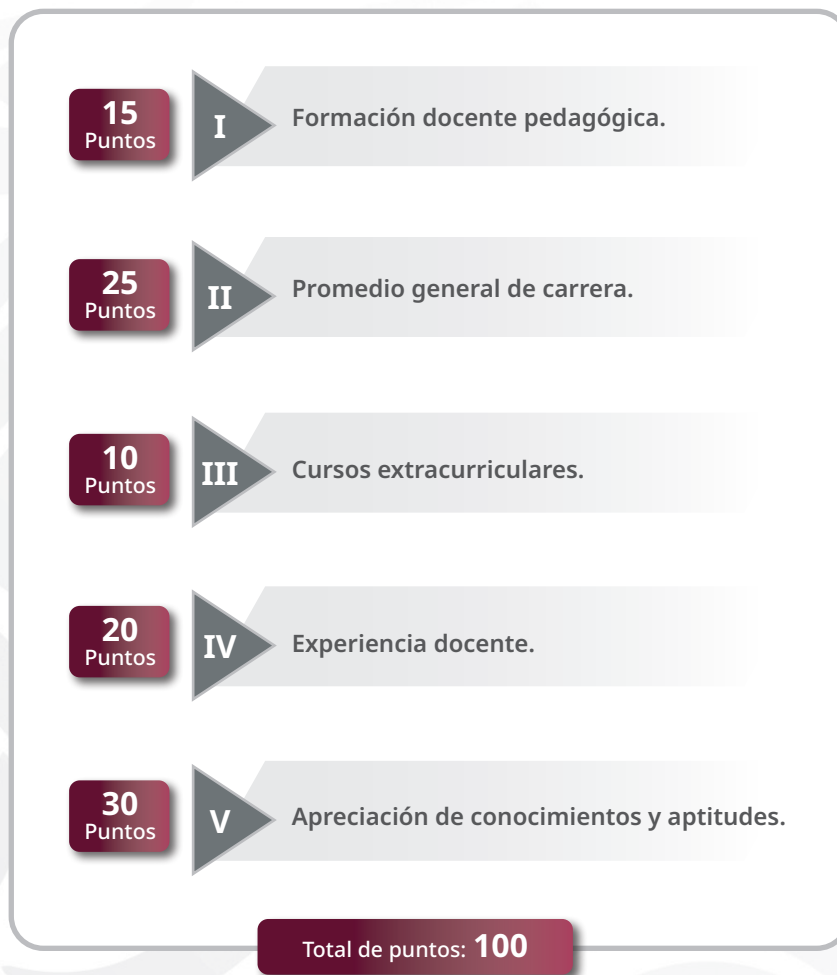 15
Puntos
I
Formación docente pedagógica.
25
Puntos
II
Promedio general de carrera.
10
Puntos
III
Cursos extracurriculares.
20
Puntos
IV
Experiencia docente.
30
Puntos
V
Apreciación de conocimientos y aptitudes.
Total de puntos: 100